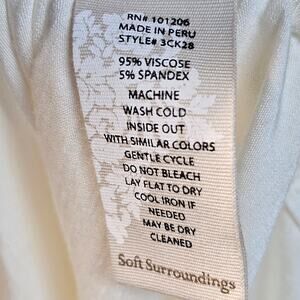 RN# 101206
MADE IN PERU
STYLE# 3CK28
95% VISCOSE
5% SPANDEX
MACHINE
WASH COLD
INSIDE OUT
WITH SIMILAR COLORS
GENTLE CYCLE
DO NOT BLEACH
LAY FLAT TO DRY
COOL IRON IF
NEEDED
MAY BE DRY
CLEANED
Soft Surroundings